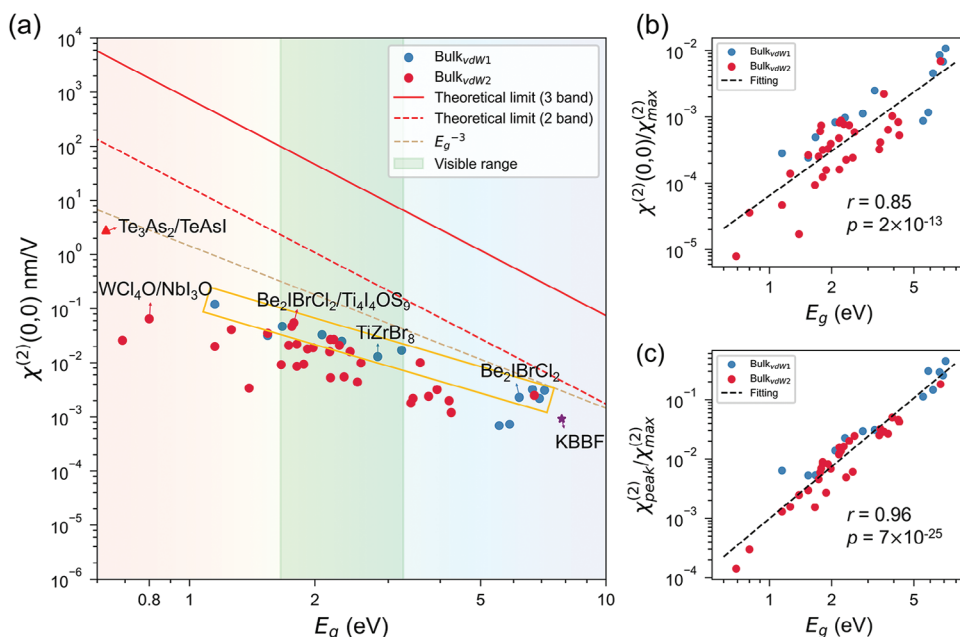 (a)
10⁴
10³
10²
10¹
10⁰
10⁻¹
10⁻²
10⁻³
10⁻⁴
10⁻⁵
10⁻⁶
χ⁽²⁾(0,0) nm/V
Bulk_vdW1
Bulk_vdW2
Theoretical limit (3 band)
Theoretical limit (2 band)
E_g⁻³
Visible range
Te₃As₂/TeAsI
WCl₄O/NbI₃O
Be₂IBrCl₂/Ti₄I₄OS₉
TiZrBr₈
Be₂IBrCl₂
KBBF
0.8 1 2 5 10
E_g (eV)
(b)
10⁻²
10⁻³
10⁻⁴
10⁻⁵
χ⁽²⁾(0,0)/χ⁽²⁾_max
Bulk_vdW1
Bulk_vdW2
Fitting
r = 0.85
p = 2×10⁻¹³
1 2 5
E_g (eV)
(c)
10⁻¹
10⁻²
10⁻³
10⁻⁴
χ⁽²⁾_peak/χ⁽²⁾_max
Bulk_vdW1
Bulk_vdW2
Fitting
r = 0.96
p = 7×10⁻²⁵
1 2 5
E_g (eV)